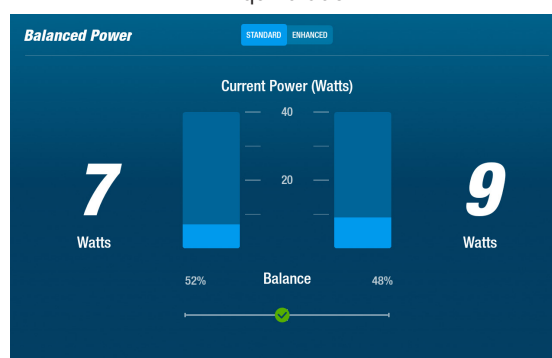 Balanced Power
STANDARD ENHANCED
Current Power (Watts)
40
7 20 9
Watts Watts
52% Balance 48%